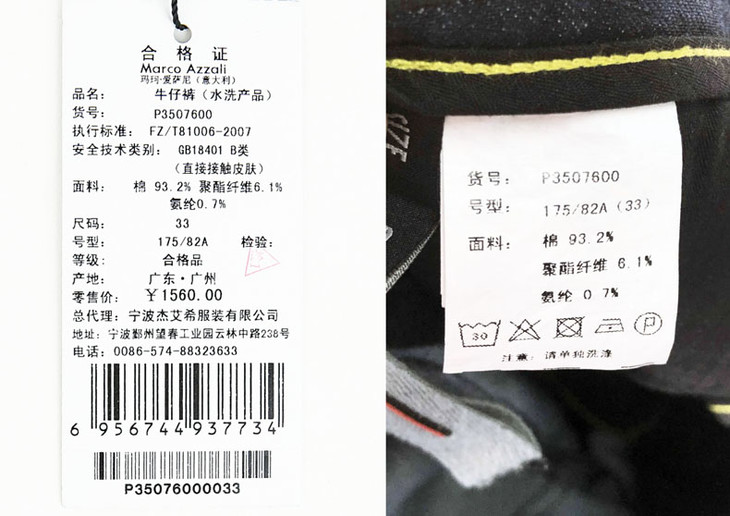 合格证
Marco Azzali
玛珂·爱萨尼（意大利）
品名： 牛仔裤（水洗产品）
货号： P3507600
执行标准： FZ/T81006-2007
安全技术类别： GB18401 B类
（直接接触皮肤）
面料： 棉 93.2% 聚酯纤维6.1%
氨纶0.7%
尺码： 33
号型： 175/82A 检验：
等级： 合格品
产地： 广东·广州
零售价： ￥1560.00
总代理：宁波杰艾希服装有限公司
地址：宁波鄞州望春工业园云林中路238号
电话：0086-574-88323633
6 956744 937734
P35076000033
SIZE
货号： P3507600
号型： 175/82A（33）
面料： 棉 93.2%
聚酯纤维 6.1%
氨纶 0.7%
30 P
注意： 请单独洗涤